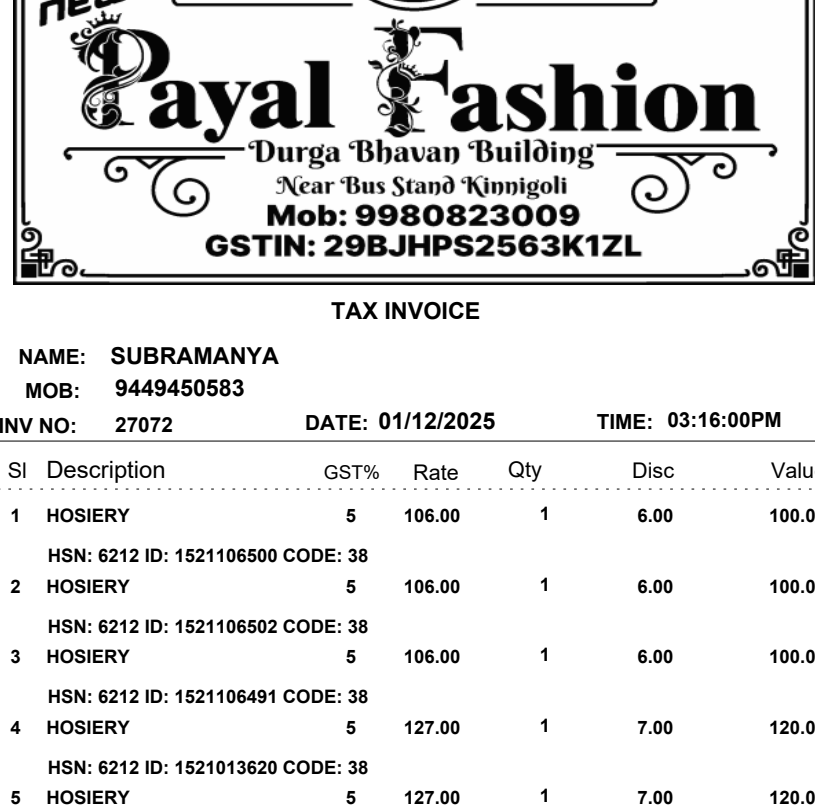 Payal Fashion
Durga Bhavan Building
Near Bus Stand Kinnigoli
Mob: 9980823009
GSTIN: 29BJHPS2563K1ZL
TAX INVOICE
NAME: SUBRAMANYA
MOB: 9449450583
INV NO: 27072 DATE: 01/12/2025 TIME: 03:16:00PM
Sl Description GST% Rate Qty Disc Valu
1 HOSIERY 5 106.00 1 6.00 100.0
HSN: 6212 ID: 1521106500 CODE: 38
2 HOSIERY 5 106.00 1 6.00 100.0
HSN: 6212 ID: 1521106502 CODE: 38
3 HOSIERY 5 106.00 1 6.00 100.0
HSN: 6212 ID: 1521106491 CODE: 38
4 HOSIERY 5 127.00 1 7.00 120.0
HSN: 6212 ID: 1521013620 CODE: 38
5 HOSIERY 5 127.00 1 7.00 120.0